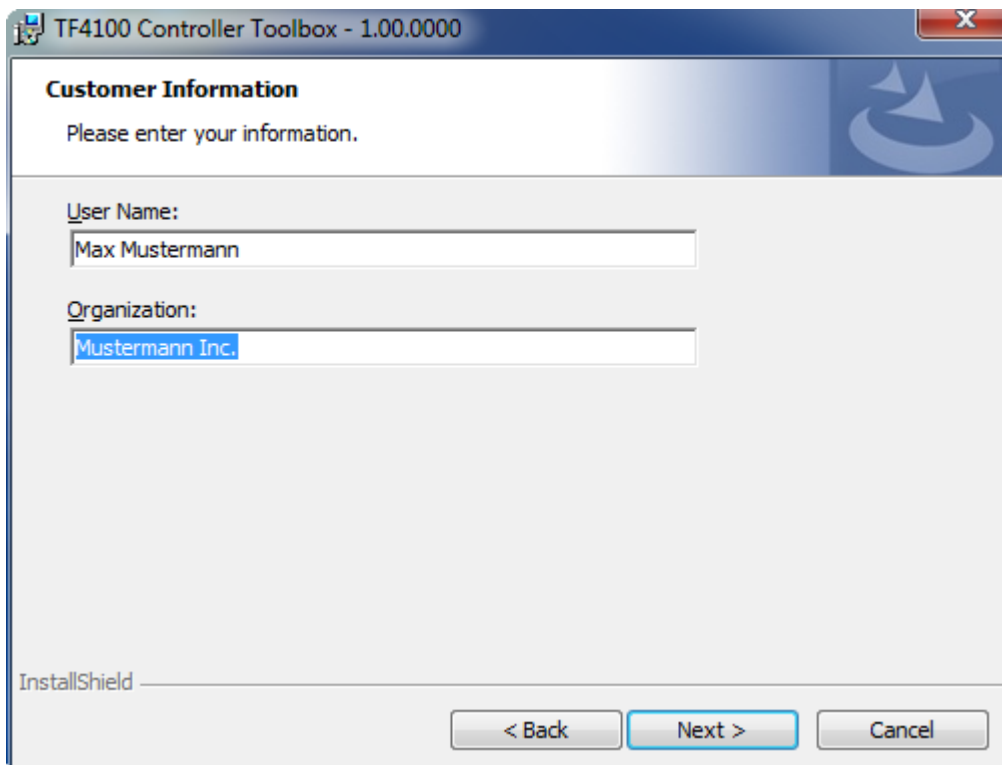 TF4100 Controller Toolbox - 1.00.0000
Customer Information
Please enter your information.
User Name:
Max Mustermann
Organization:
Mustermann Inc.
InstallShield
< Back Next > Cancel